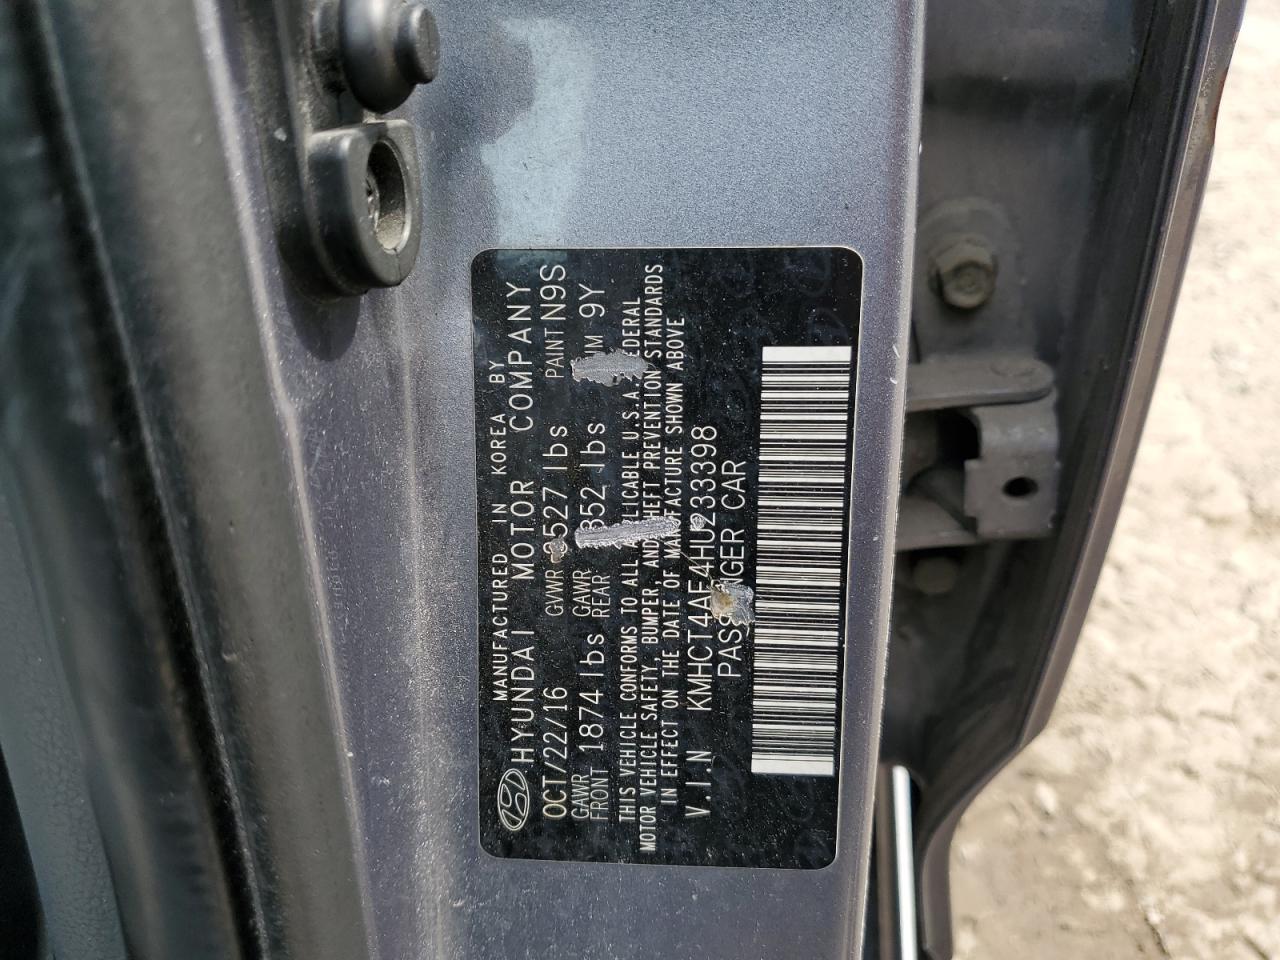 MANUFACTURED IN KOREA BY
HYUNDAI MOTOR COMPANY
OCT/22/16 GVWR 3527 lbs PAINT N9S
GAWR FRONT 1874 lbs GAWR REAR lbs 9Y
THIS VEHICLE CONFORMS TO ALL APPLICABLE U.S.A. FEDERAL
MOTOR VEHICLE SAFETY, BUMPER, AND THEFT PREVENTION STANDARDS
IN EFFECT ON THE DATE OF MANUFACTURE SHOWN ABOVE
V.I.N KMHCT4AE4HU233398
PASSENGER CAR